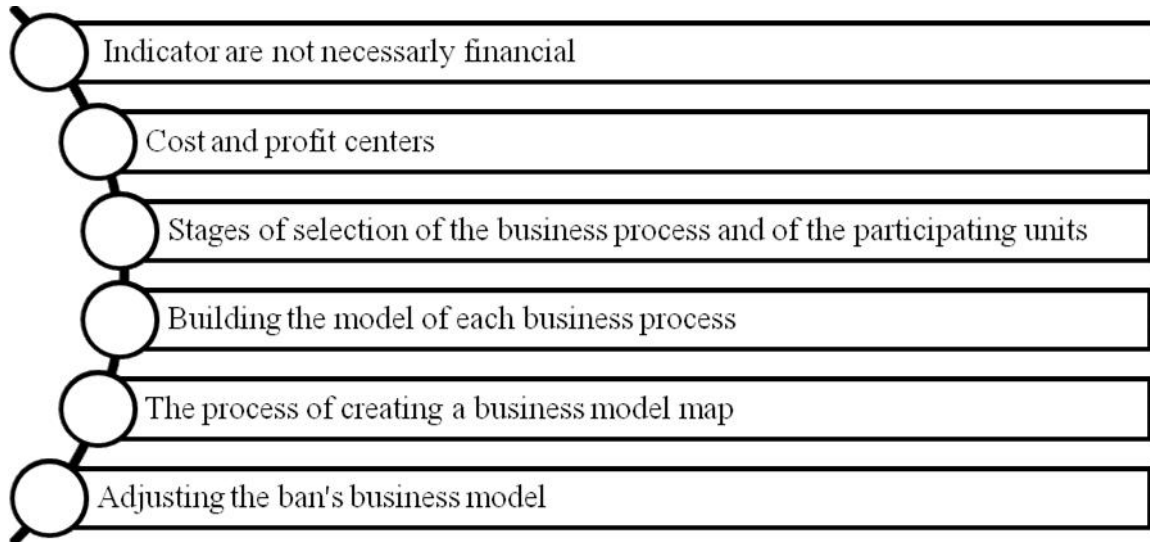 Indicator are not necessarly financial
Cost and profit centers
Stages of selection of the business process and of the participating units
Building the model of each business process
The process of creating a business model map
Adjusting the ban's business model